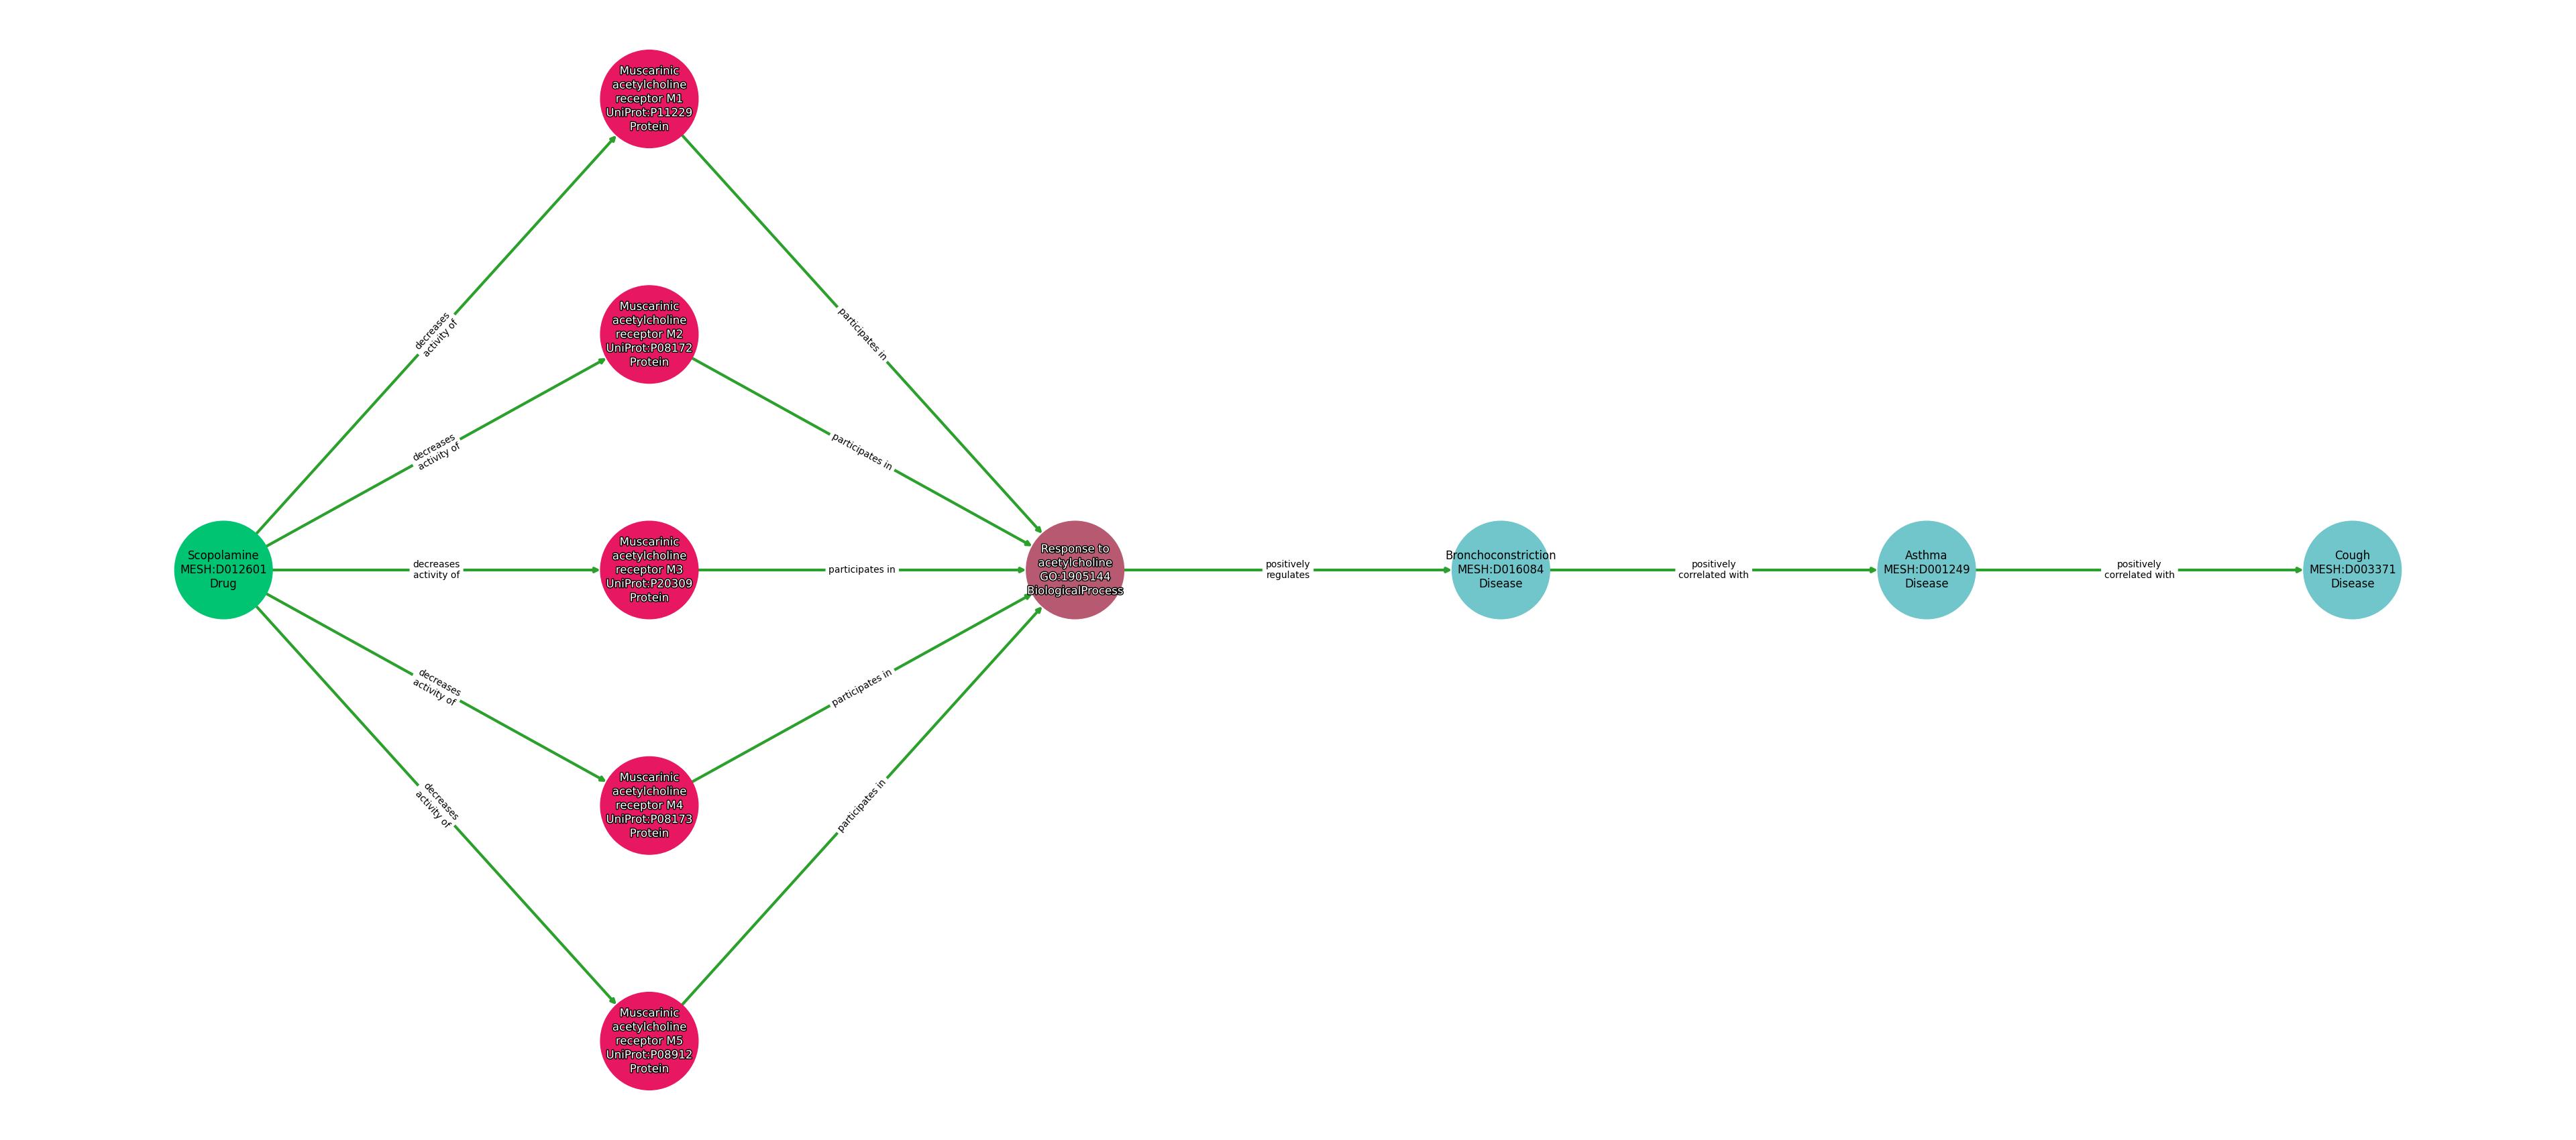 Muscarinic
acetylcholine
receptor M1
UniProt:P11229
Protein
decreases
activity of
participates in
Muscarinic
acetylcholine
receptor M2
UniProt:P08172
Protein
decreases
activity of
participates in
Scopolamine
MESH:D012601
Drug
decreases
activity of
Muscarinic
acetylcholine
receptor M3
UniProt:P20309
Protein
participates in
Response to
acetylcholine
GO:1905144
BiologicalProcess
positively
regulates
Bronchoconstriction
MESH:D016084
Disease
positively
correlated with
Asthma
MESH:D001249
Disease
positively
correlated with
Cough
MESH:D003371
Disease
decreases
activity of
participates in
Muscarinic
acetylcholine
receptor M4
UniProt:P08173
Protein
decreases
activity of
participates in
Muscarinic
acetylcholine
receptor M5
UniProt:P08912
Protein